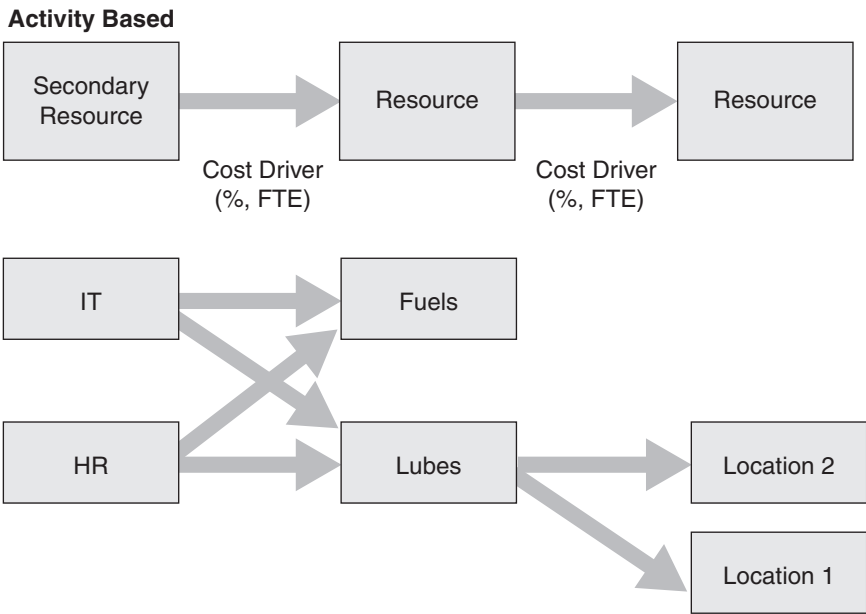 Activity Based
Secondary
Resource
Resource
Resource
Cost Driver
(%, FTE)
Cost Driver
(%, FTE)
IT
Fuels
HR
Lubes
Location 2
Location 1